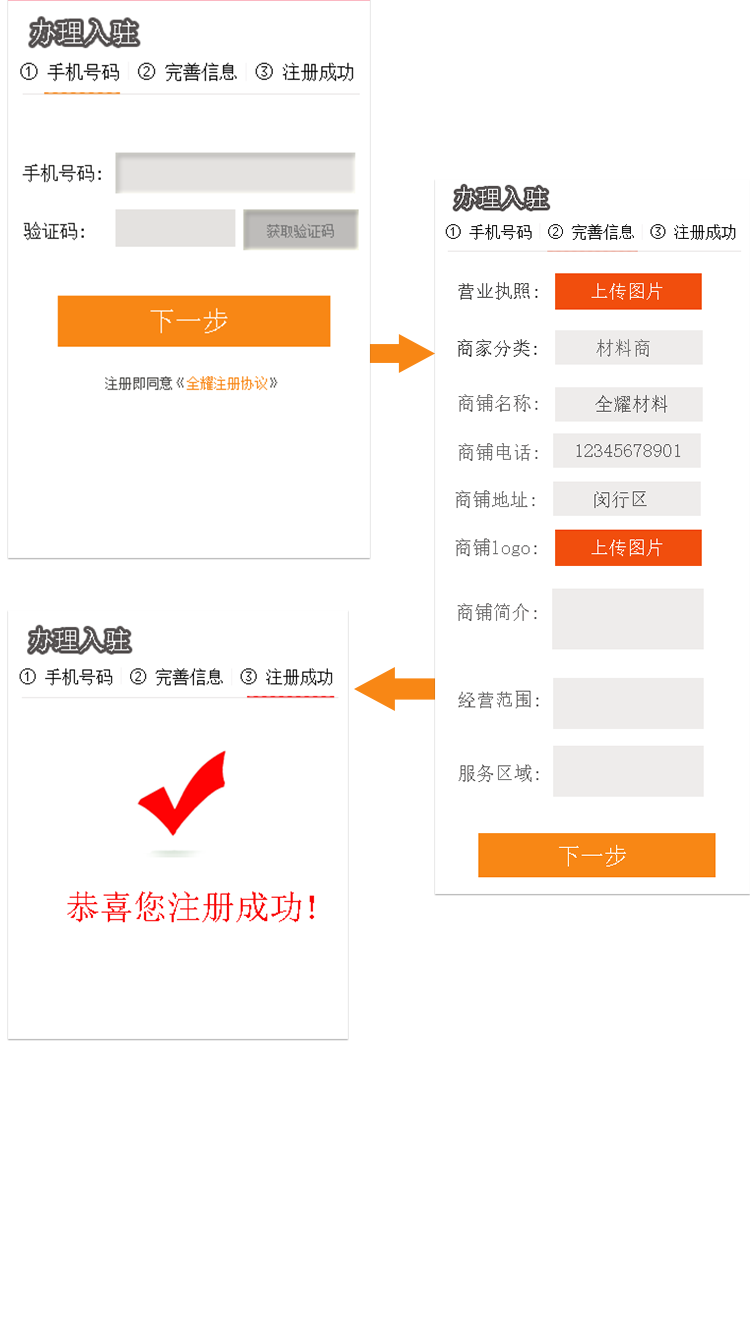 办理入驻
① 手机号码 ② 完善信息 ③ 注册成功
手机号码:
验证码: 获取验证码
下一步
注册即同意《全耀注册协议》
办理入驻
① 手机号码 ② 完善信息 ③ 注册成功
营业执照: 上传图片
商家分类: 材料商
商铺名称: 全耀材料
商铺电话: 12345678901
商铺地址: 闵行区
商铺logo: 上传图片
商铺简介:
经营范围:
服务区域:
下一步
办理入驻
① 手机号码 ② 完善信息 ③ 注册成功
恭喜您注册成功!